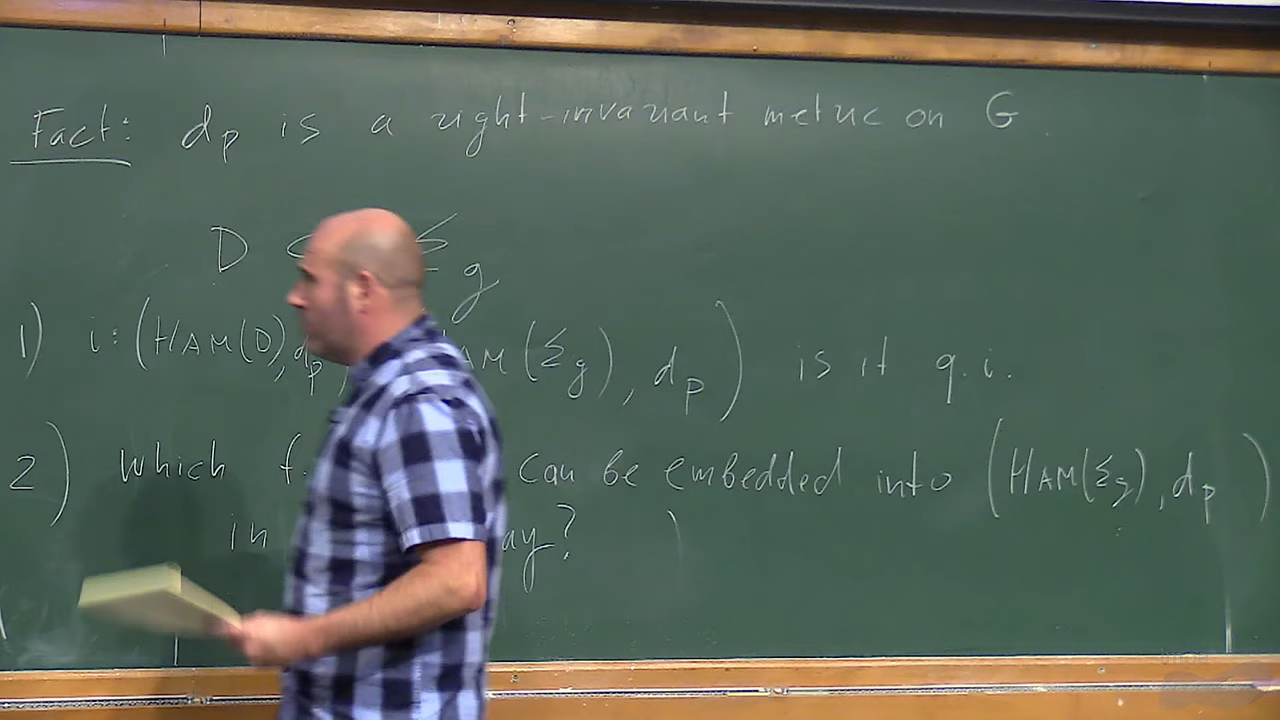 Fact: d_p is a right-invariant metric on G.
D ⊂ Σ_g
1) i: (HAM(D), d_p) HAM(Σ_g), d_p) is it q.i.
2) Which f. can be embedded into (HAM(Σ_g), d_p)
in ay?